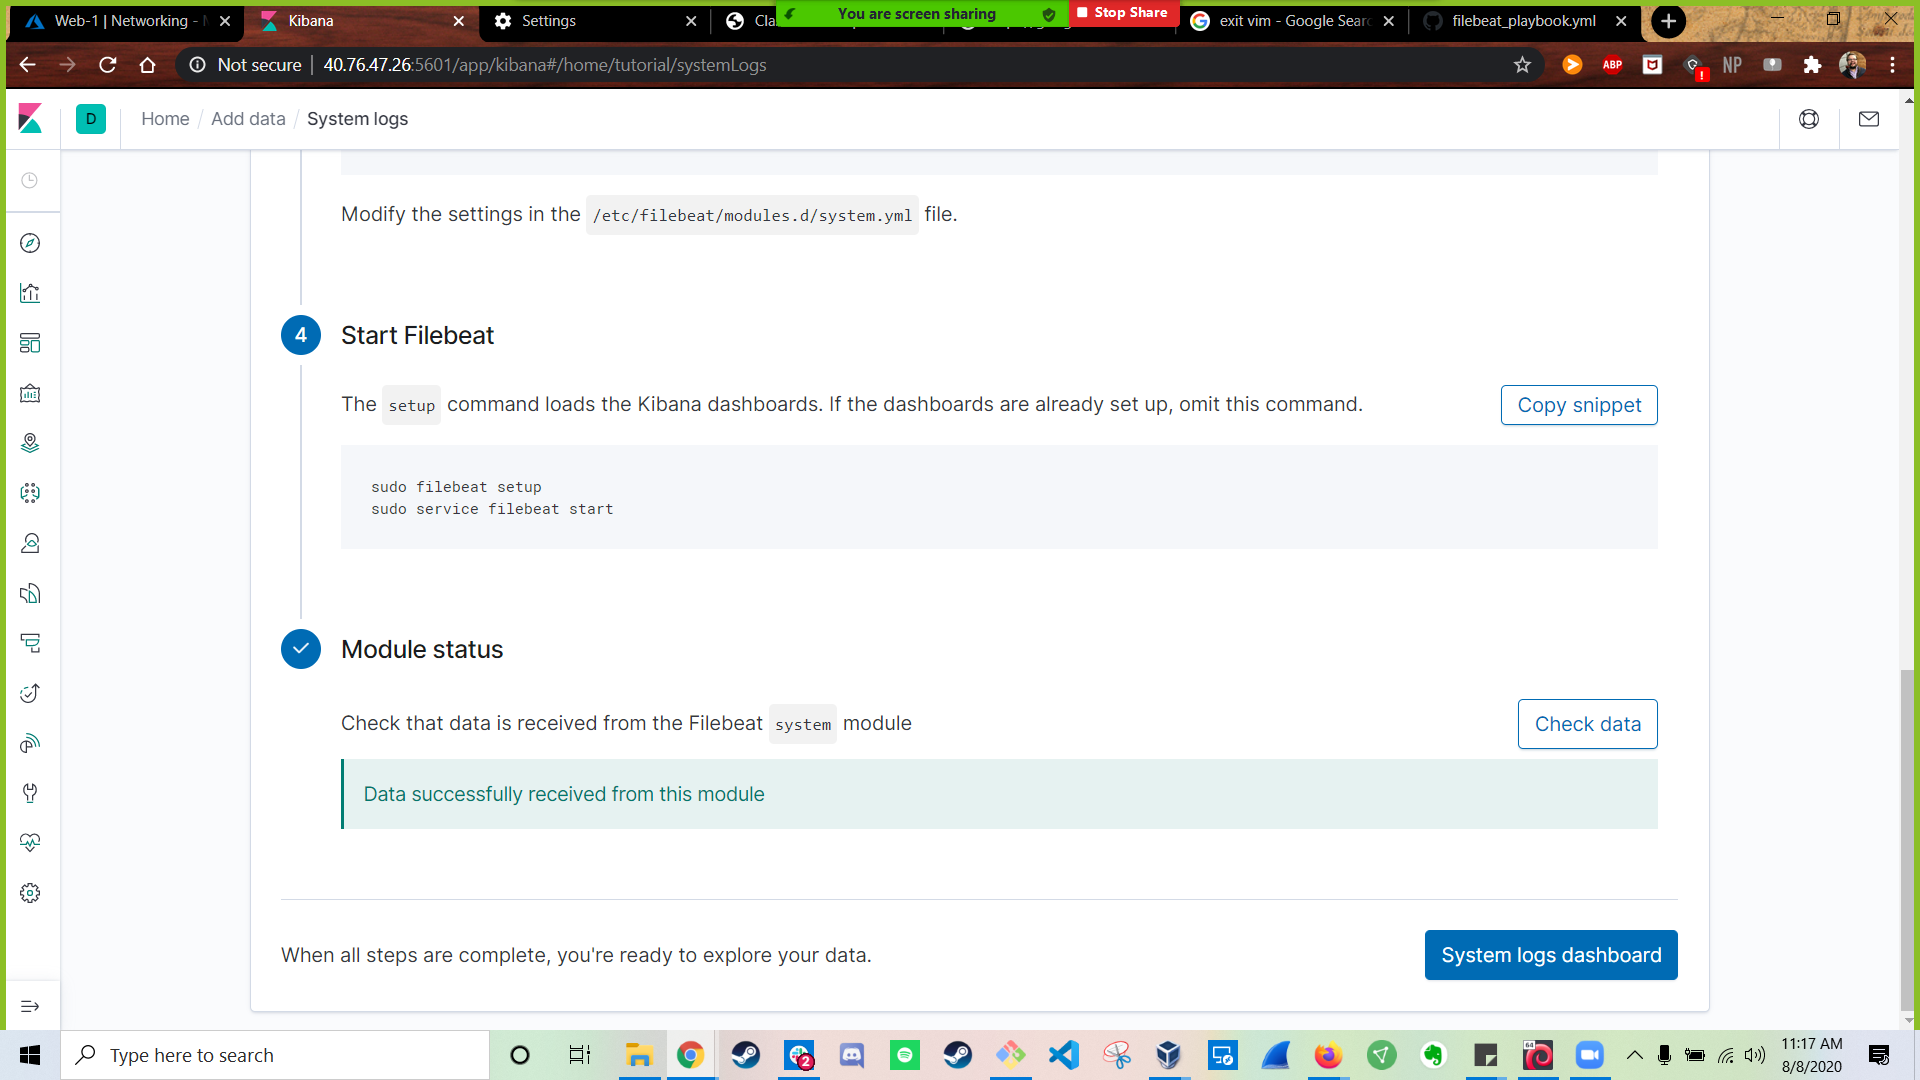 Web-1 | Networking -
Kibana
Settings
You are screen sharing
Stop Share
exit vim - Google Sear
filebeat_playbook.yml
Not secure
40.76.47.26:5601/app/kibana#/home/tutorial/systemLogs
ABP
NP
D
Home / Add data / System logs
Modify the settings in the /etc/filebeat/modules.d/system.yml file.
4
Start Filebeat
The setup command loads the Kibana dashboards. If the dashboards are already set up, omit this command.
Copy snippet
sudo filebeat setup
sudo service filebeat start
Module status
Check that data is received from the Filebeat system module
Check data
Data successfully received from this module
When all steps are complete, you're ready to explore your data.
System logs dashboard
Type here to search
2
64
11:17 AM
8/8/2020